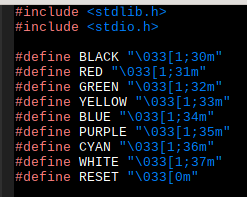 #include <stdlib.h>
#include <stdio.h>

#define BLACK "\033[1;30m"
#define RED "\033[1;31m"
#define GREEN "\033[1;32m"
#define YELLOW "\033[1;33m"
#define BLUE "\033[1;34m"
#define PURPLE "\033[1;35m"
#define CYAN "\033[1;36m"
#define WHITE "\033[1;37m"
#define RESET "\033[0m"